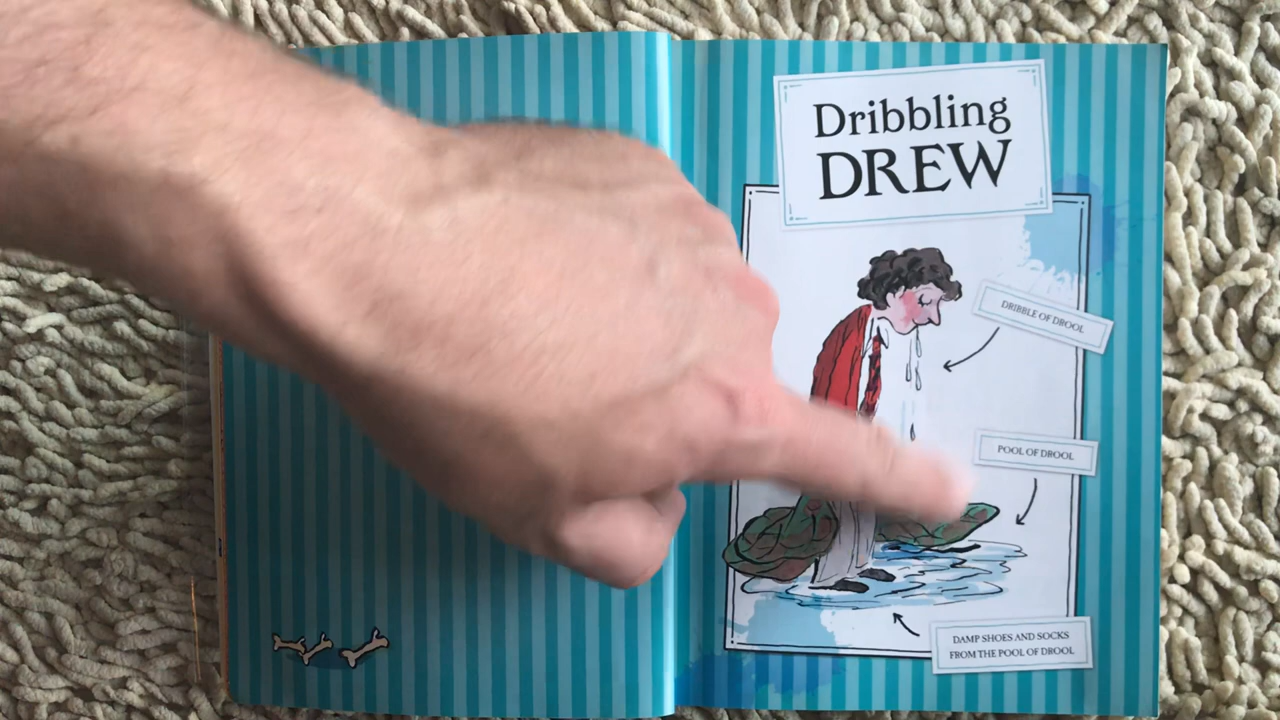 Dribbling
DREW
DRIBBLE OF DROOL
POOL OF DROOL
DAMP SHOES AND SOCKS
FROM THE POOL OF DROOL